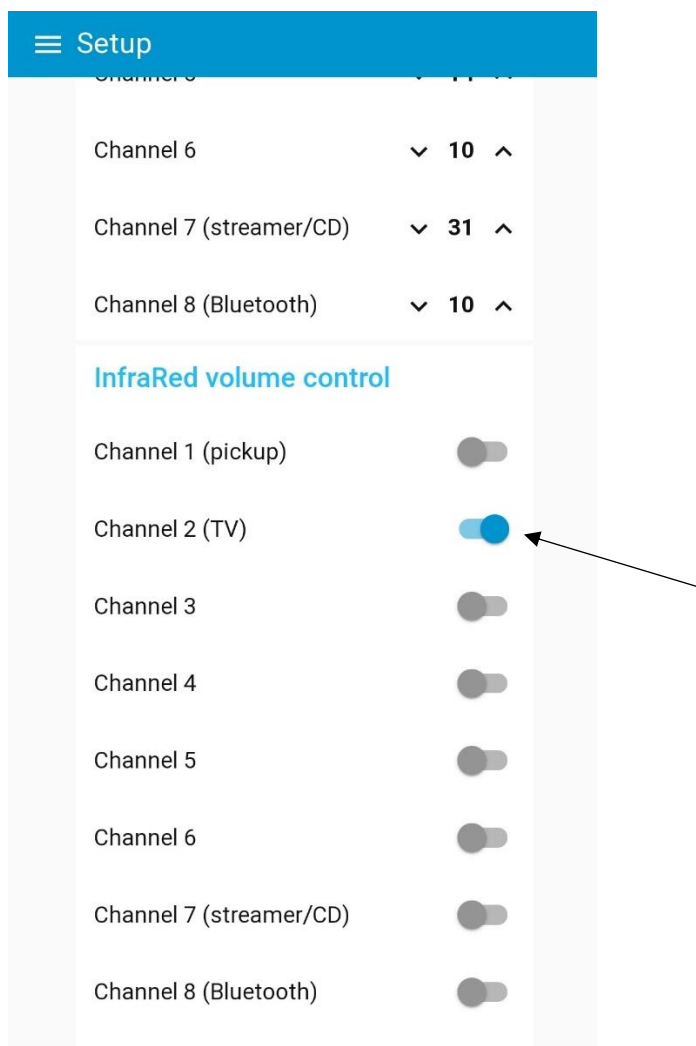 Setup
Channel 6 10
Channel 7 (streamer/CD) 31
Channel 8 (Bluetooth) 10
InfraRed volume control
Channel 1 (pickup)
Channel 2 (TV)
Channel 3
Channel 4
Channel 5
Channel 6
Channel 7 (streamer/CD)
Channel 8 (Bluetooth)